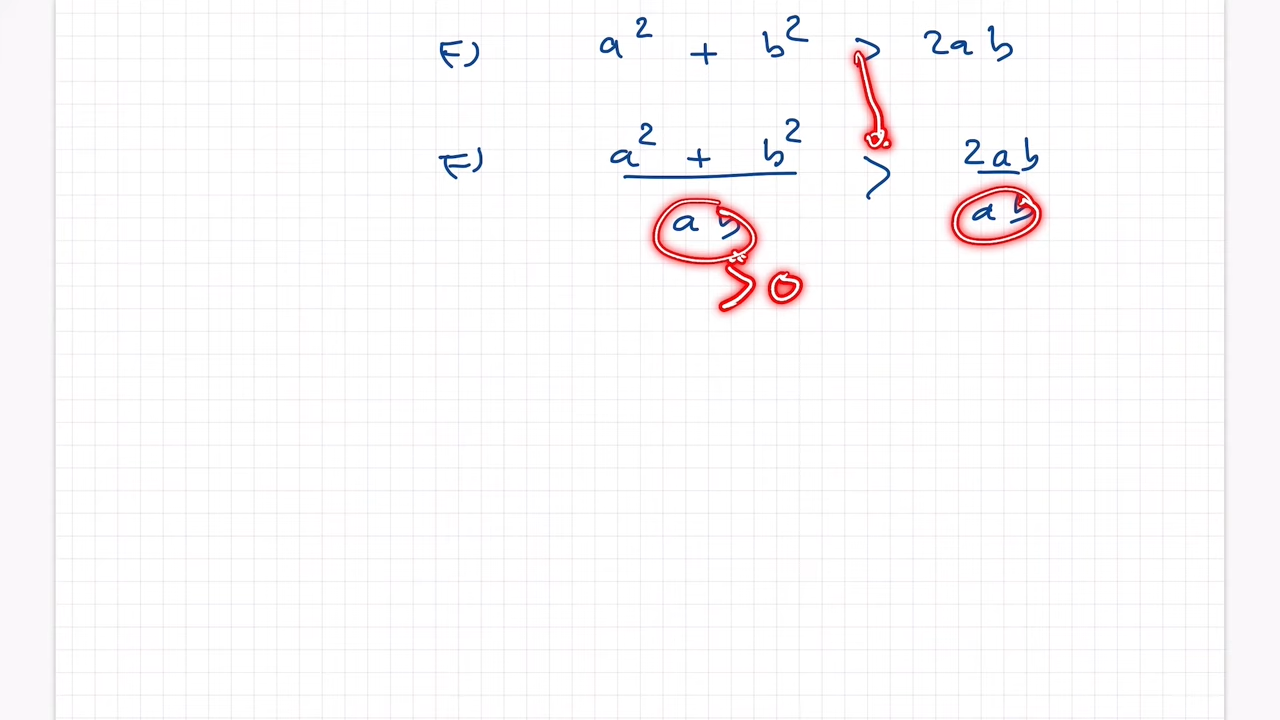 ⇒) a² + b² > 2ab
⇒) a² + b² / ab > 2ab / ab
> 0